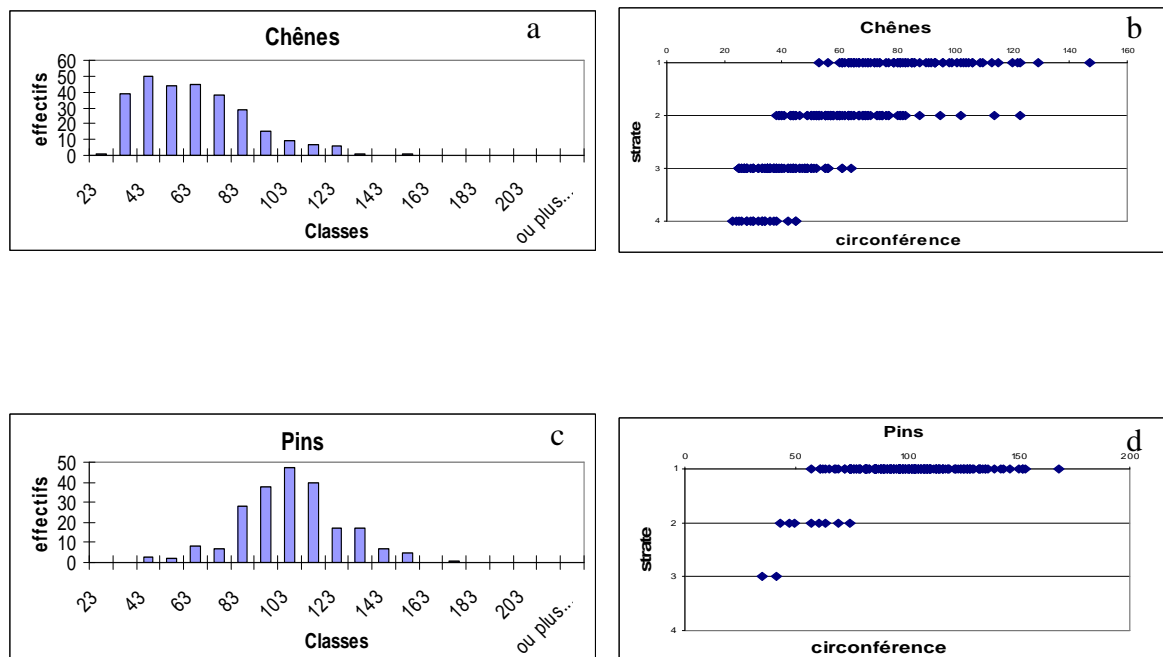 a
Chênes
effectifs
60
50
40
30
20
10
0
23
43
63
83
103
123
143
163
183
203
ou plus...
Classes
b
Chênes
0 20 40 60 80 100 120 140 160
strate
1
2
3
4
circonférence
c
Pins
effectifs
50
40
30
20
10
0
23
43
63
83
103
123
143
163
183
203
ou plus...
Classes
d
Pins
0 50 100 150 200
strate
1
2
3
4
circonférence